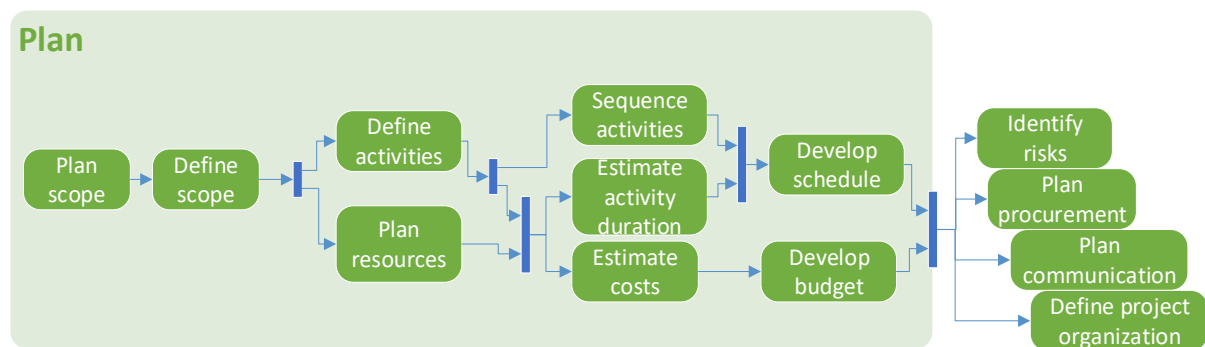 Plan
Plan
scope
Define
scope
Define
activities
Plan
resources
Sequence
activities
Estimate
activity
duration
Estimate
costs
Develop
schedule
Develop
budget
Identify
risks
Plan
procurement
Plan
communication
Define project
organization